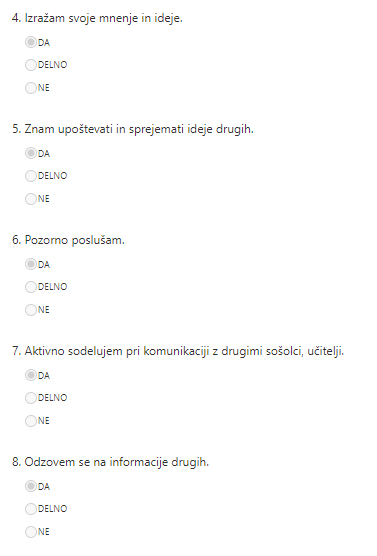 4. Izražam svoje mnenje in ideje.
DA
DELNO
NE
5. Znam upoštevati in sprejemati ideje drugih.
DA
DELNO
NE
6. Pozorno poslušam.
DA
DELNO
NE
7. Aktivno sodelujem pri komunikaciji z drugimi sošolci, učitelji.
DA
DELNO
NE
8. Odzovem se na informacije drugih.
DA
DELNO
NE